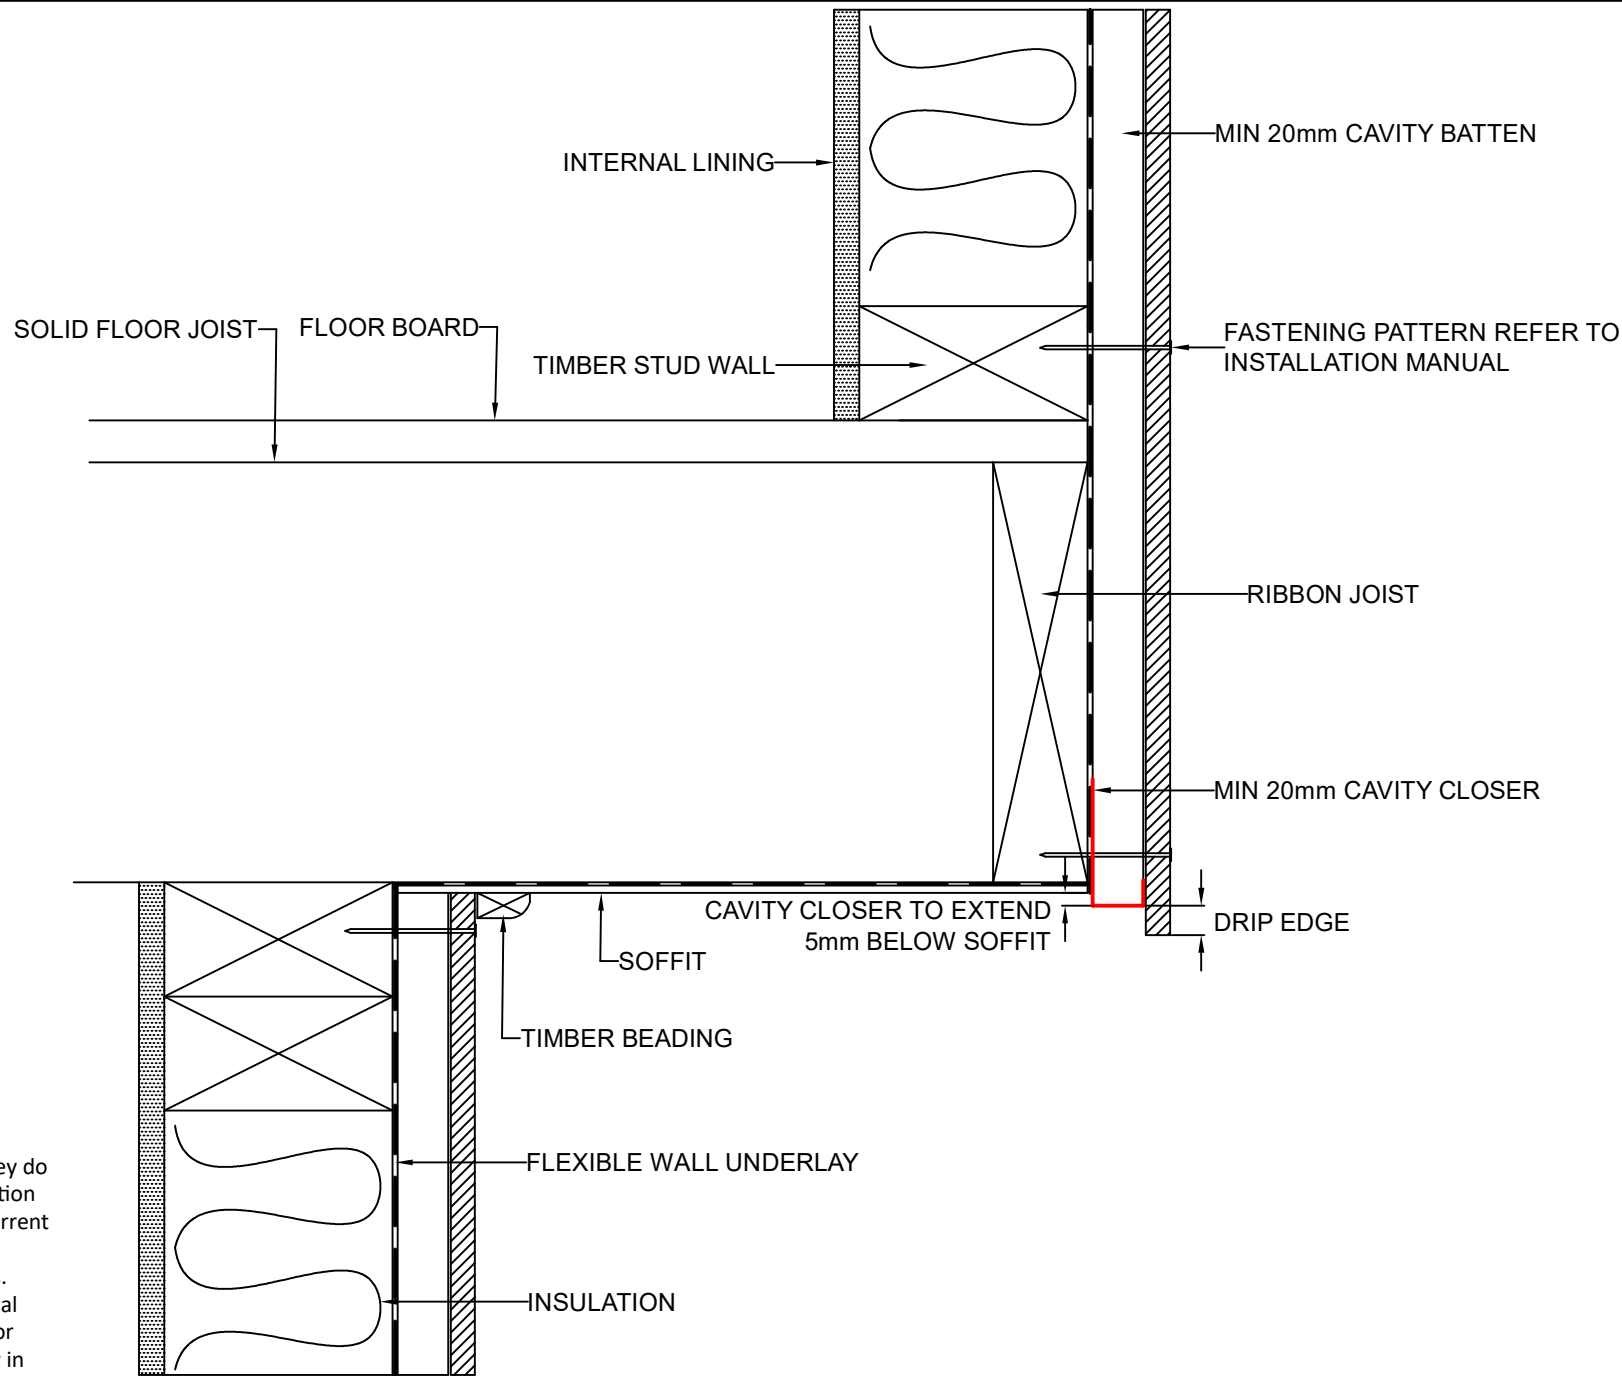 MIN 20mm CAVITY BATTEN
INTERNAL LINING
SOLID FLOOR JOIST
FLOOR BOARD
TIMBER STUD WALL
FASTENING PATTERN REFER TO
INSTALLATION MANUAL
RIBBON JOIST
MIN 20mm CAVITY CLOSER
CAVITY CLOSER TO EXTEND
5mm BELOW SOFFIT
DRIP EDGE
SOFFIT
TIMBER BEADING
FLEXIBLE WALL UNDERLAY
INSULATION
do
in